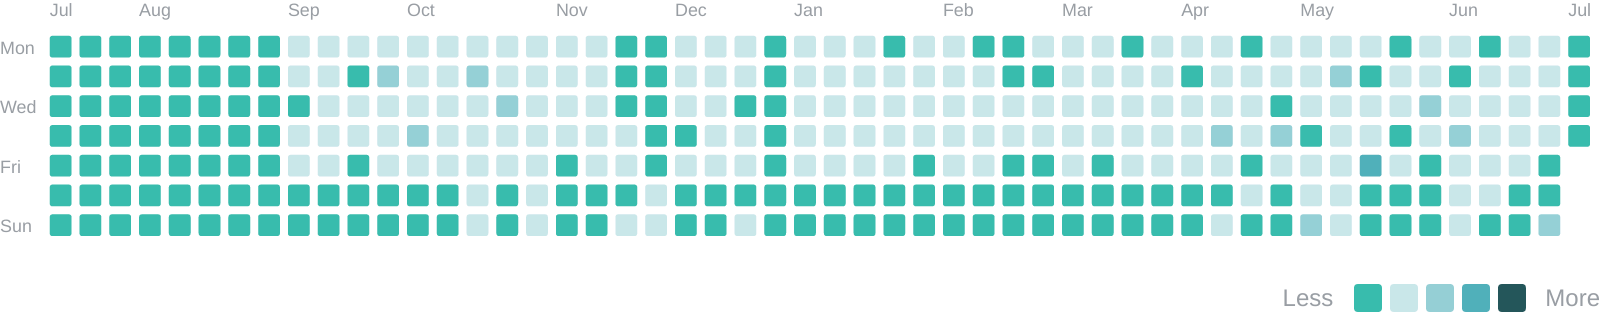 Jul Aug Sep Oct Nov Dec Jan Feb Mar Apr May Jun Jul
Mon
Wed
Fri
Sun
Less More